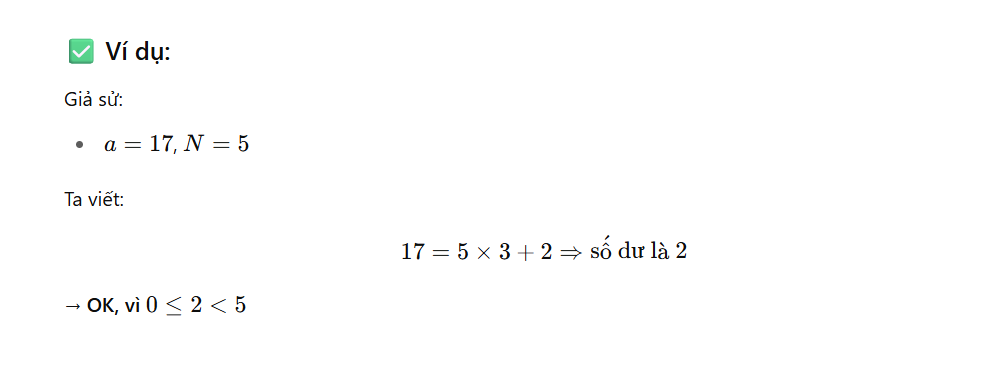 ✅ Ví dụ:
Giả sử:
• a = 17, N = 5
Ta viết:
17 = 5 × 3 + 2 ⇒ số dư là 2
→ OK, vì 0 ≤ 2 < 5